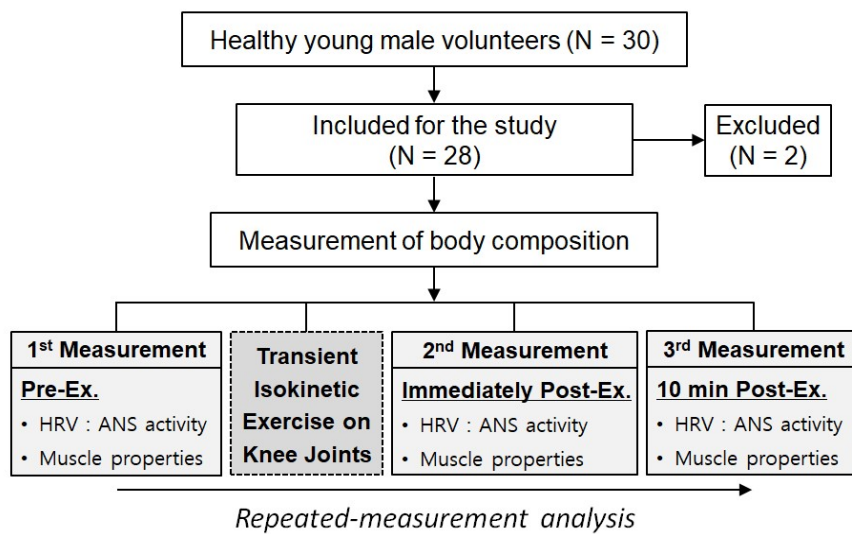 Healthy young male volunteers (N = 30)
Included for the study
(N = 28)
Excluded
(N = 2)
Measurement of body composition
1st Measurement
Pre-Ex.
• HRV : ANS activity
• Muscle properties
Transient
Isokinetic
Exercise on
Knee Joints
2nd Measurement
Immediately Post-Ex.
• HRV : ANS activity
• Muscle properties
3rd Measurement
10 min Post-Ex.
• HRV : ANS activity
• Muscle properties
Repeated-measurement analysis